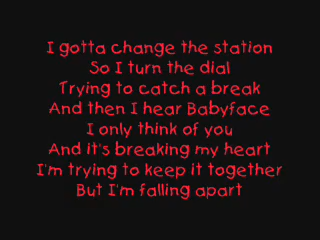 I gotta change the station
So I turn the dial
Trying to catch a break
And then I hear Babyface
I only think of you
And it's breaking my heart
I'm trying to keep it together
But I'm falling apart